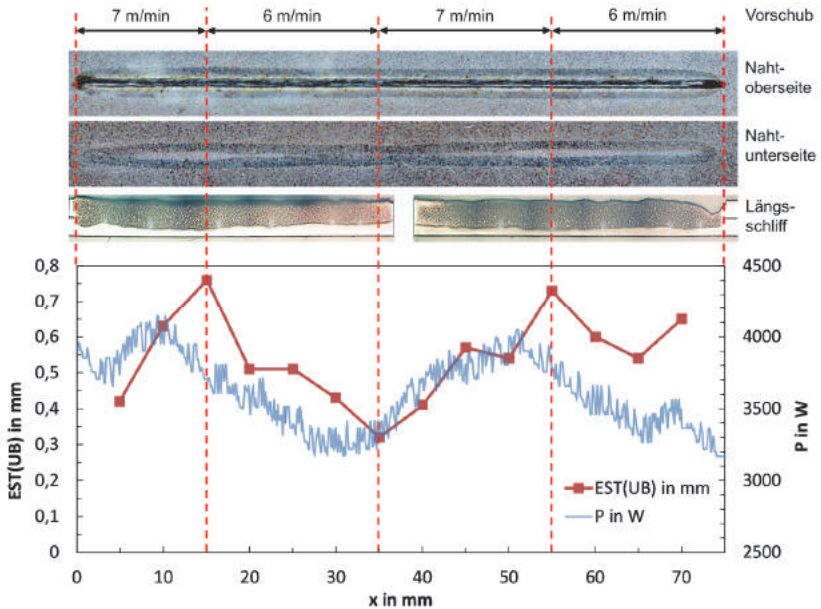 7 m/min 6 m/min 7 m/min 6 m/min Vorschub
Naht-
oberseite
Naht-
unterseite
Längs-
schliff
0,8
0,7
0,6
0,5
0,4
0,3
0,2
0,1
0
EST(UB) in mm
4500
4000
3500
3000
2500
P in W
EST(UB) in mm
P in W
0 10 20 30 40 50 60 70
x in mm